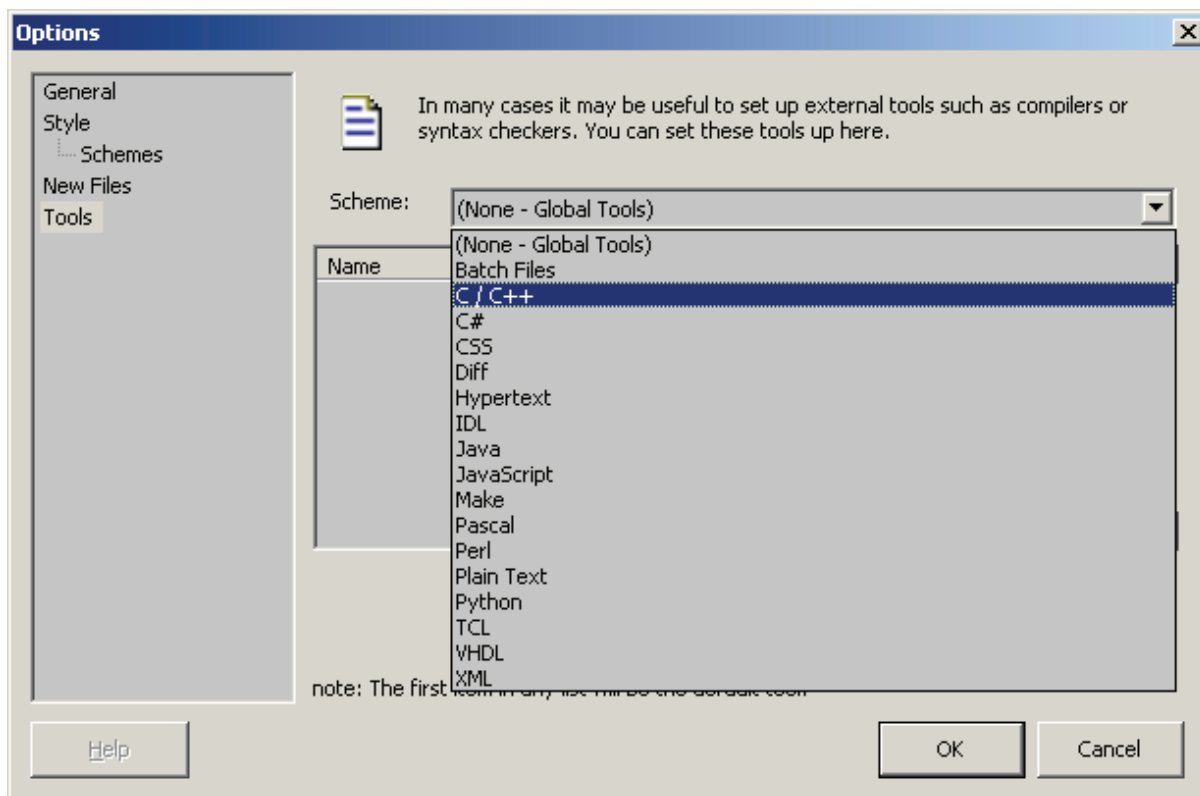 Options
General
Style
Schemes
New Files
Tools
In many cases it may be useful to set up external tools such as compilers or
syntax checkers. You can set these tools up here.
Scheme:
(None - Global Tools)
Name
(None - Global Tools)
Batch Files
C / C++
C#
CSS
Diff
Hypertext
IDL
Java
JavaScript
Make
Pascal
Perl
Plain Text
Python
TCL
VHDL
XML
note: The first
Help
OK
Cancel